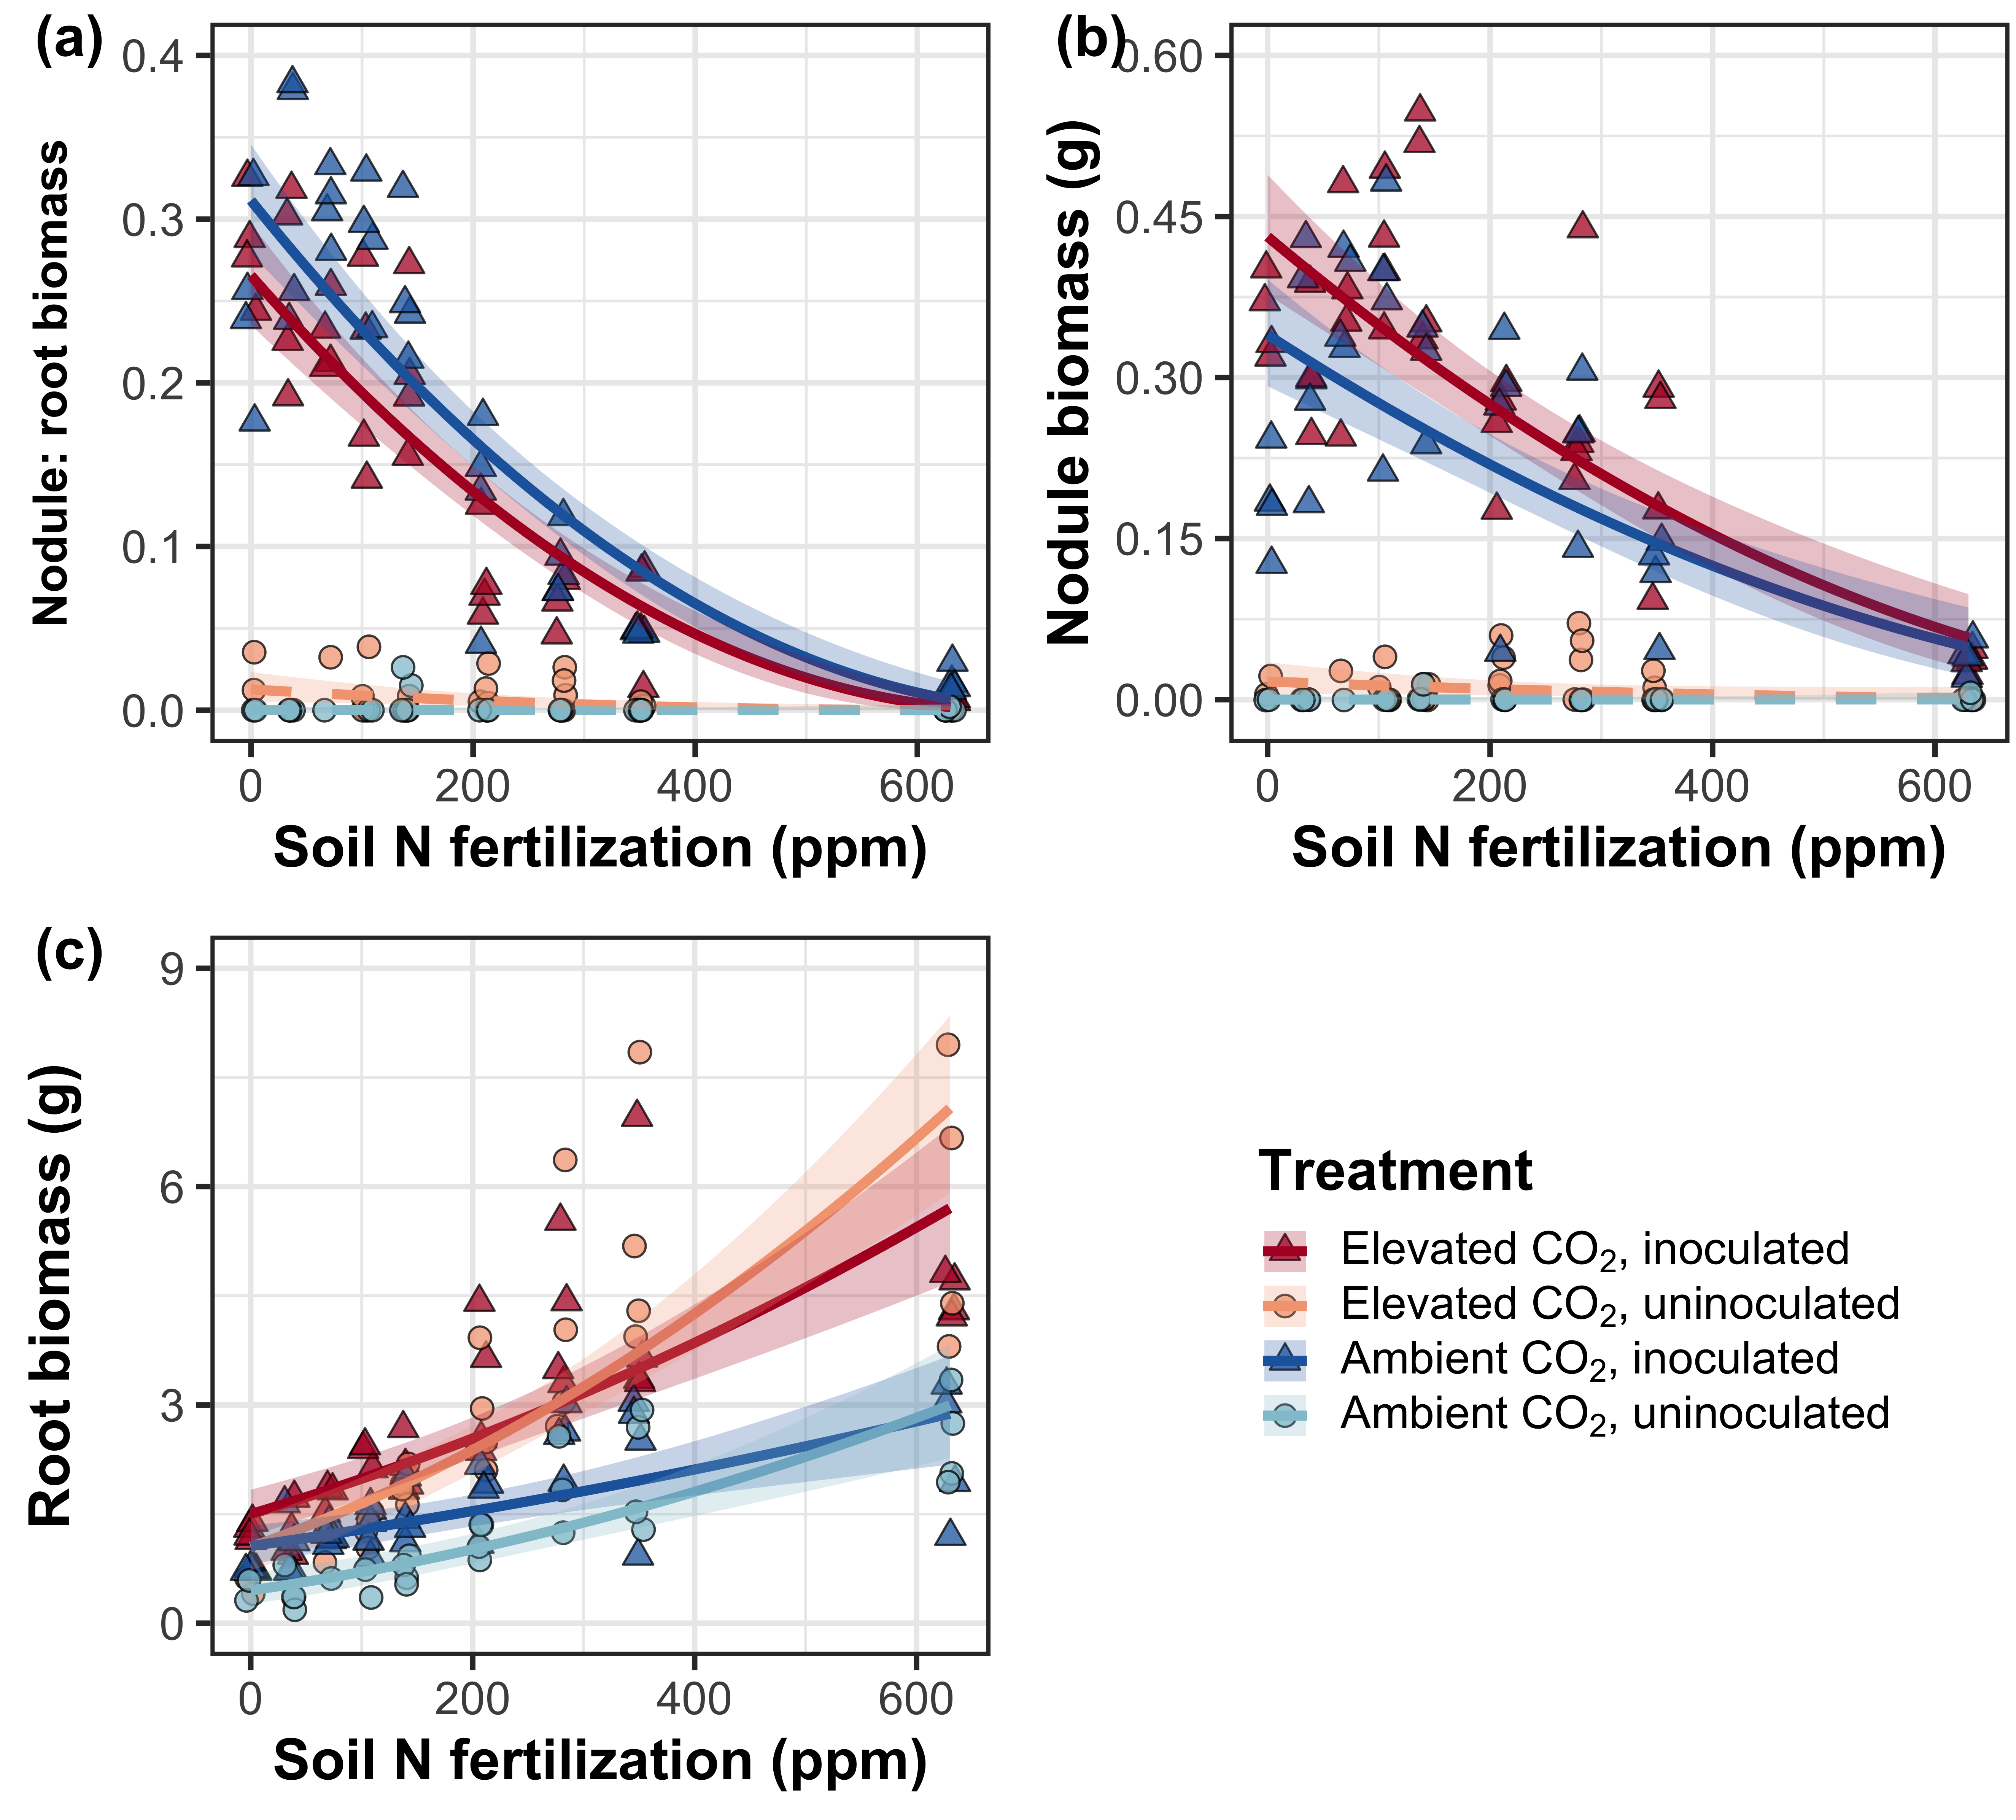 (a)
0.4
0.3
0.2
0.1
0.0
Nodule: root biomass
0 200 400 600
Soil N fertilization (ppm)
(b)
0.60
0.45
0.30
0.15
0.00
Nodule biomass (g)
0 200 400 600
Soil N fertilization (ppm)
(c)
9
6
3
0
Root biomass (g)
0 200 400 600
Soil N fertilization (ppm)
Treatment
Elevated CO₂, inoculated
Elevated CO₂, uninoculated
Ambient CO₂, inoculated
Ambient CO₂, uninoculated